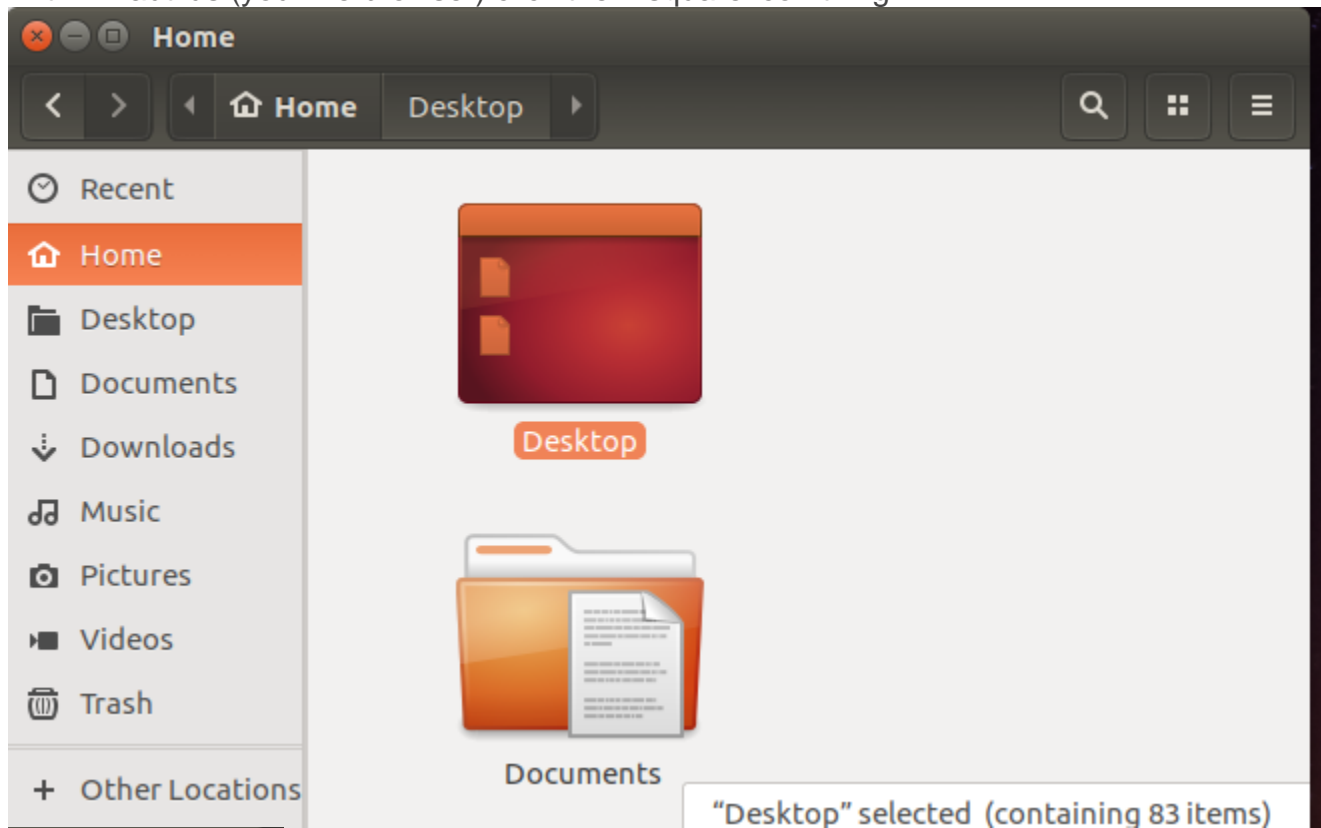 Home
Home Desktop
Recent
Home
Desktop
Documents
Downloads
Music
Pictures
Videos
Trash
Other Locations
Desktop
Documents
“Desktop” selected (containing 83 items)